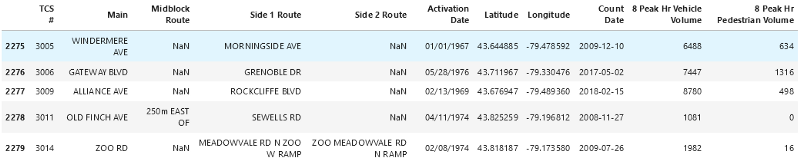 TCS # Main Midblock Route Side 1 Route Side 2 Route Activation Date Latitude Longitude Count Date 8 Peak Hr Vehicle Volume 8 Peak Hr Pedestrian Volume
2275 3005 WINDERMERE AVE NaN MORNINGSIDE AVE NaN 01/01/1967 43.644885 -79.478592 2009-12-10 6488 634
2276 3006 GATEWAY BLVD NaN GRENOBLE DR NaN 05/28/1976 43.711967 -79.330476 2017-05-02 7447 1316
2277 3009 ALLIANCE AVE NaN ROCKCLIFFE BLVD NaN 02/13/1969 43.676947 -79.489360 2018-02-15 8780 498
2278 3011 OLD FINCH AVE 250m EAST OF SEWELLS RD NaN 04/11/1974 43.825259 -79.196812 2008-11-27 1081 0
2279 3014 ZOO RD NaN MEADOWVALE RD N ZOO W RAMP ZOO MEADOWVALE RD N RAMP 02/08/1974 43.818187 -79.173580 2009-07-26 1982 16